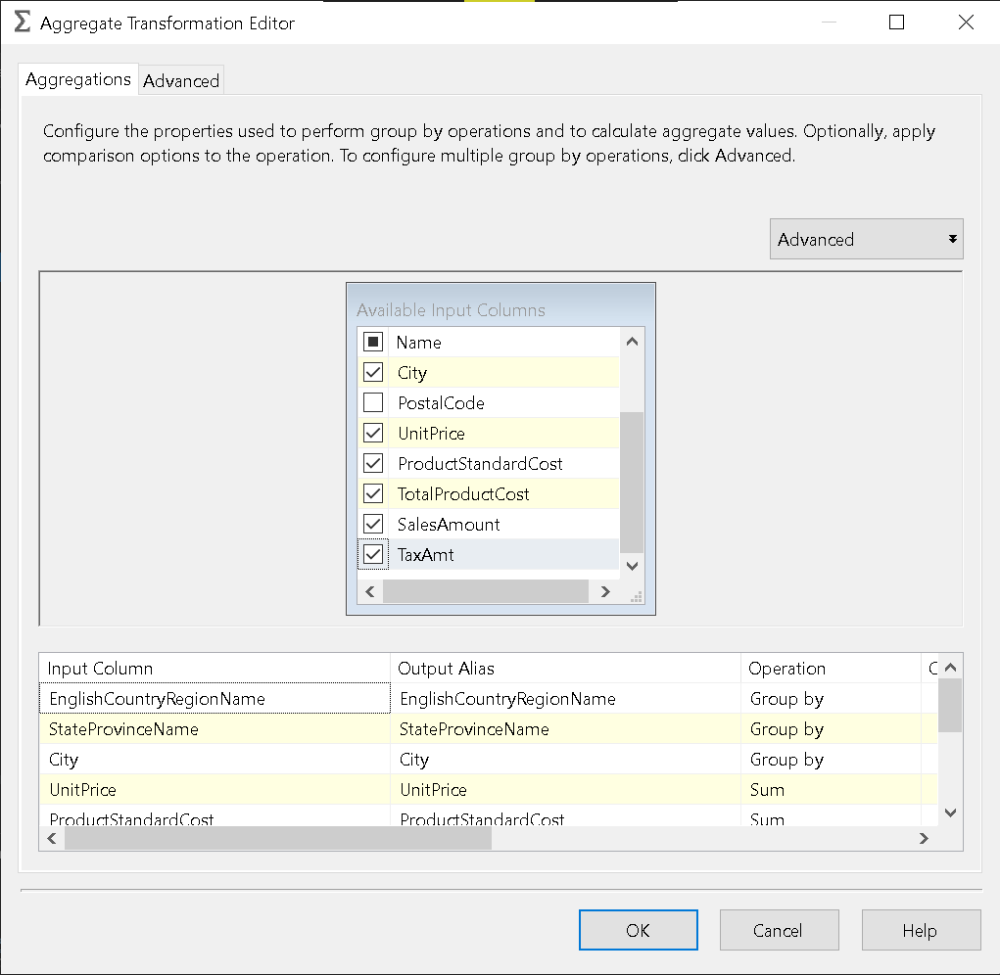 Aggregate Transformation Editor
Aggregations Advanced
Configure the properties used to perform group by operations and to calculate aggregate values. Optionally, apply
comparison options to the operation. To configure multiple group by operations, click Advanced.
Advanced
Available Input Columns
Name
City
PostalCode
UnitPrice
ProductStandardCost
TotalProductCost
SalesAmount
TaxAmt
Input Column Output Alias Operation C
EnglishCountryRegionName EnglishCountryRegionName Group by
StateProvinceName StateProvinceName Group by
City City Group by
UnitPrice UnitPrice Sum
ProductStandardCost ProductStandardCost Sum
OK Cancel Help